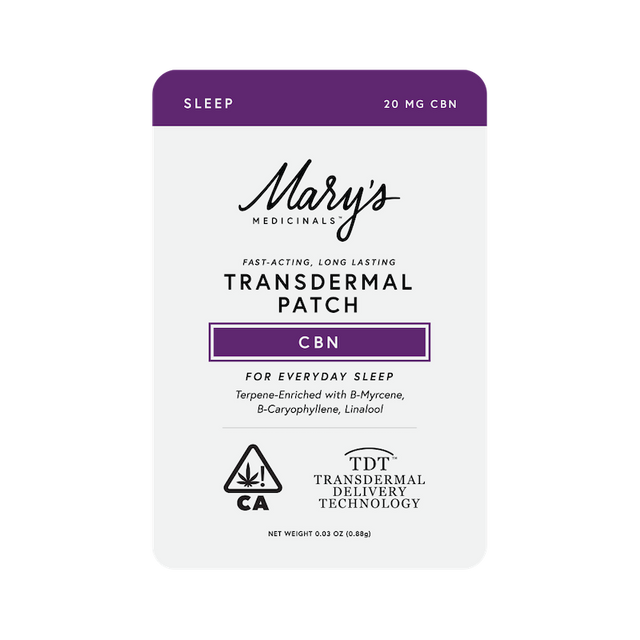 SLEEP 20 MG CBN
Mary's
MEDICINALS™
FAST-ACTING, LONG LASTING
TRANSDERMAL
PATCH
CBN
FOR EVERYDAY SLEEP
Terpene-Enriched with B-Myrcene,
B-Caryophyllene, Linalool
!
CA
TDT™
TRANSDERMAL
DELIVERY
TECHNOLOGY
NET WEIGHT 0.03 OZ (0.88g)